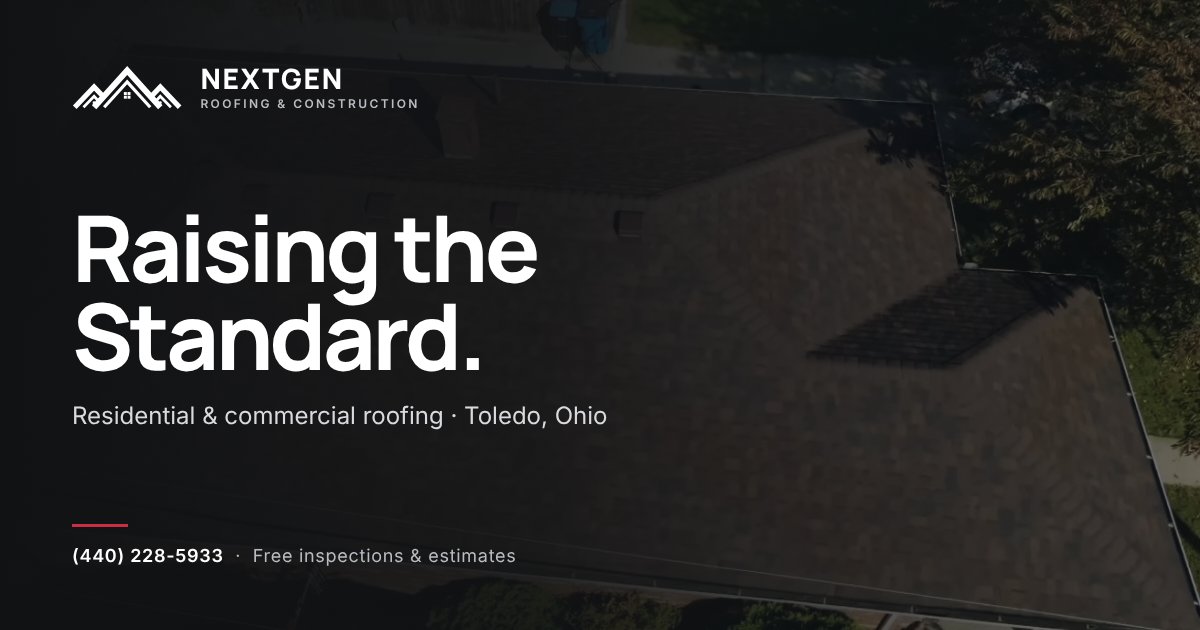 NEXTGEN
ROOFING & CONSTRUCTION
Raising the
Standard.
Residential & commercial roofing · Toledo, Ohio
(440) 228-5933 · Free inspections & estimates